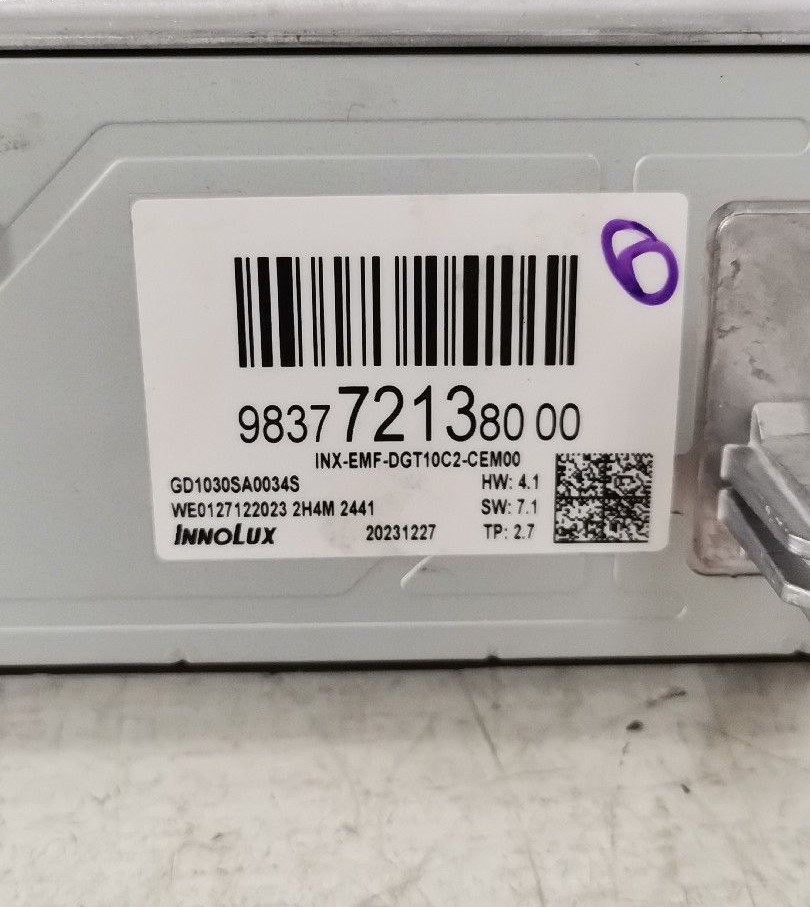 6
9837721380 00
INX-EMF-DGT10C2-CEM00
GD1030SA0034S HW: 4.1
WE0127122023 2H4M 2441 SW: 7.1
INNOLUX 20231227 TP: 2.7